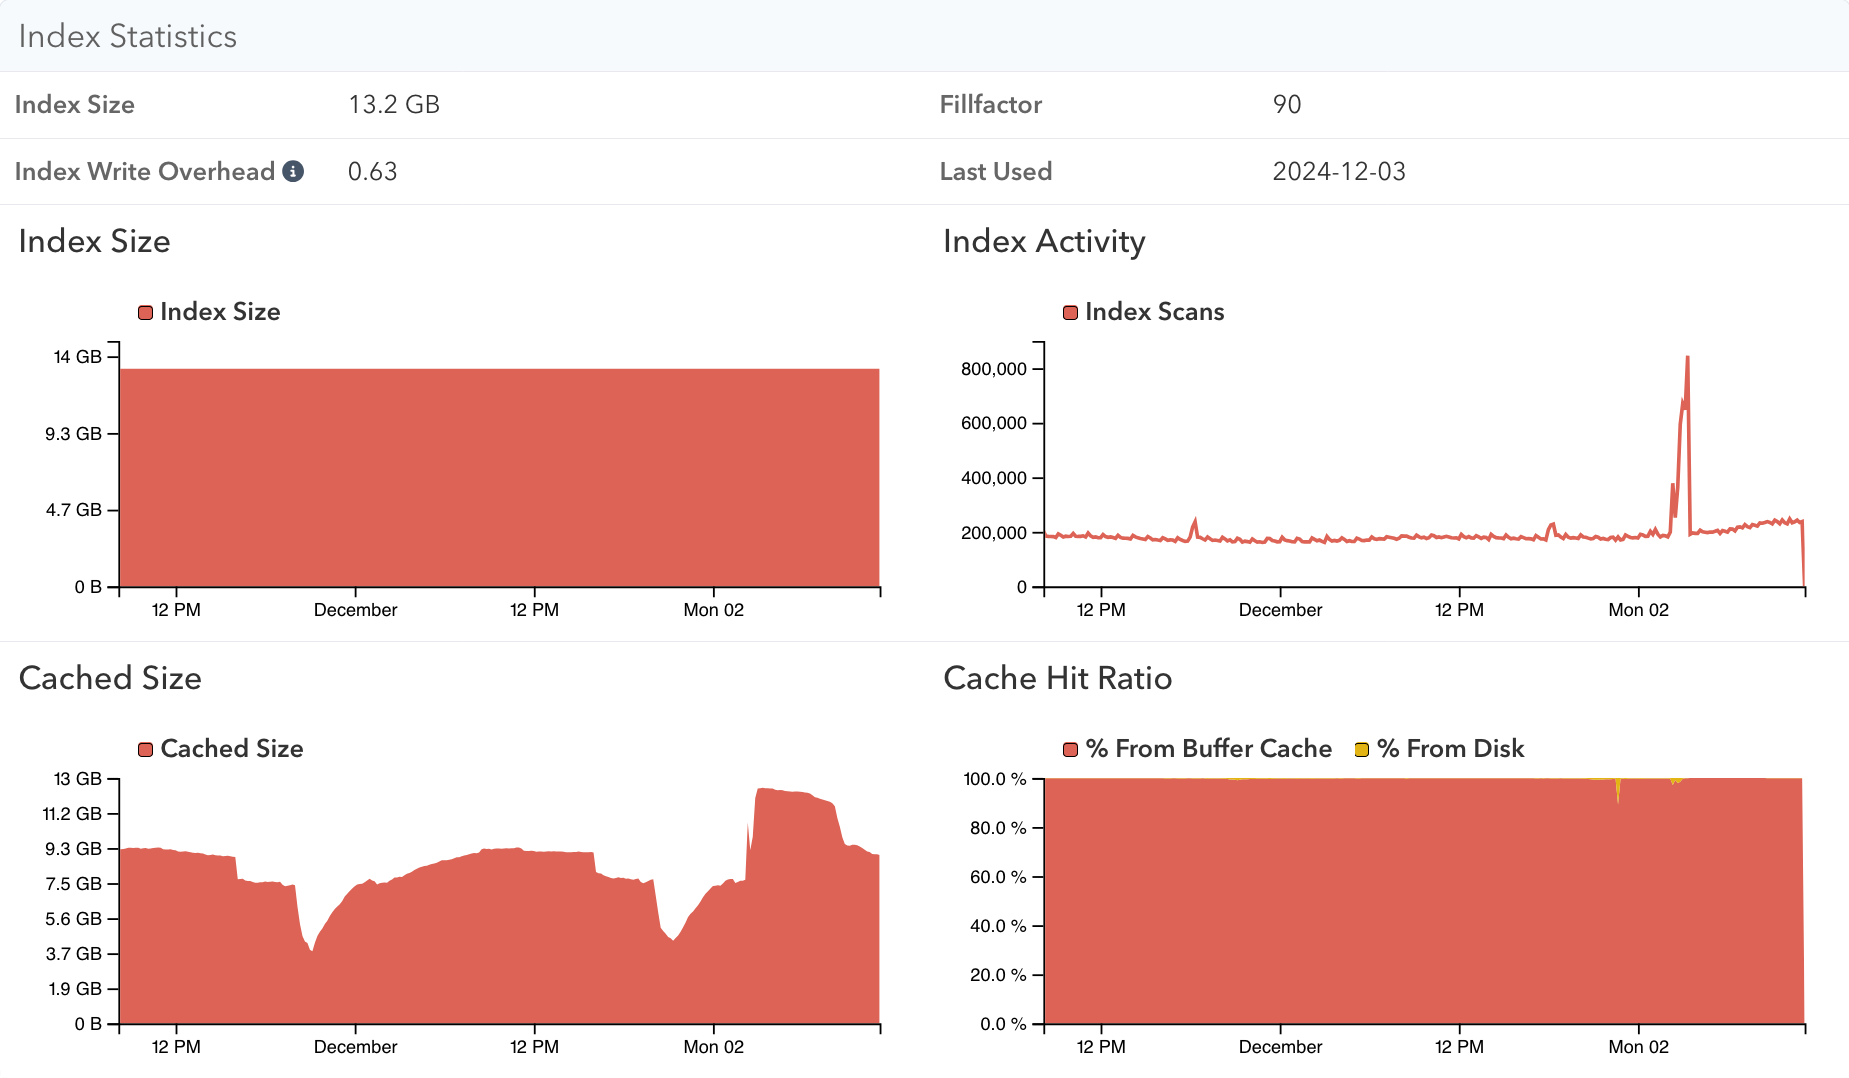 Index Statistics
Index Size 13.2 GB Fillfactor 90
Index Write Overhead 0.63 Last Used 2024-12-03
Index Size
Index Size
14 GB
9.3 GB
4.7 GB
0 B
12 PM December 12 PM Mon 02
Index Activity
Index Scans
800,000
600,000
400,000
200,000
0
12 PM December 12 PM Mon 02
Cached Size
Cached Size
13 GB
11.2 GB
9.3 GB
7.5 GB
5.6 GB
3.7 GB
1.9 GB
0 B
12 PM December 12 PM Mon 02
Cache Hit Ratio
% From Buffer Cache % From Disk
100.0 %
80.0 %
60.0 %
40.0 %
20.0 %
0.0 %
12 PM December 12 PM Mon 02